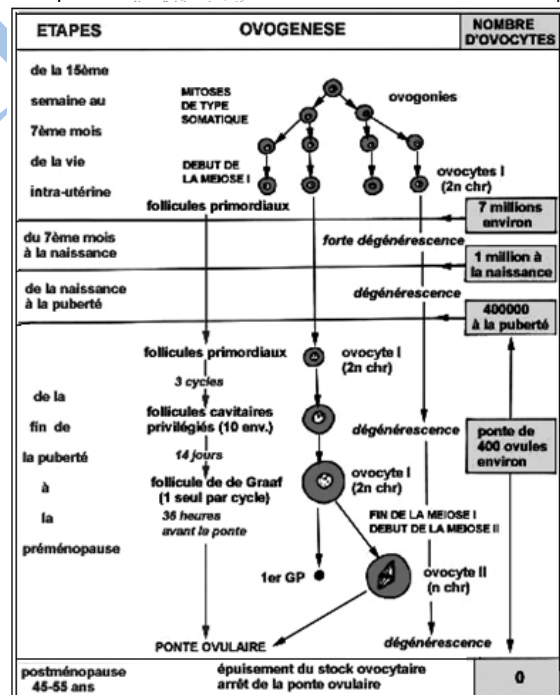 ETAPES
OVOGENESE
NOMBRE
D'OVOCYTES
de la 15ème
semaine au
7ème mois
de la vie
intra-utérine
MITOSES
DE TYPE
SOMATIQUE
ovogonies
DEBUT DE
LA MEIOSE I
ovocytes I
(2n chr)
follicules primordiaux
7 millions
environ
du 7ème mois
à la naissance
forte dégénérescence
1 million à
la naissance
de la naissance
à la puberté
dégénérescence
400000
à la puberté
de la
fin de
la puberté
à
la
préménopause
follicules primordiaux
3 cycles
follicules cavitaires
privilégiés (10 env.)
14 jours
follicule de de Graaf
(1 seul par cycle)
36 heures
avant la ponte
ovocyte I
(2n chr)
dégénérescence
ovocyte I
(2n chr)
FIN DE LA MEIOSE I
DEBUT DE LA MEIOSE II
1er GP
ovocyte II
(n chr)
ponte de
400 ovules
environ
PONTE OVULAIRE
dégénérescence
postménopause
45-55 ans
épuisement du stock ovocytaire
arrêt de la ponte ovulaire
0